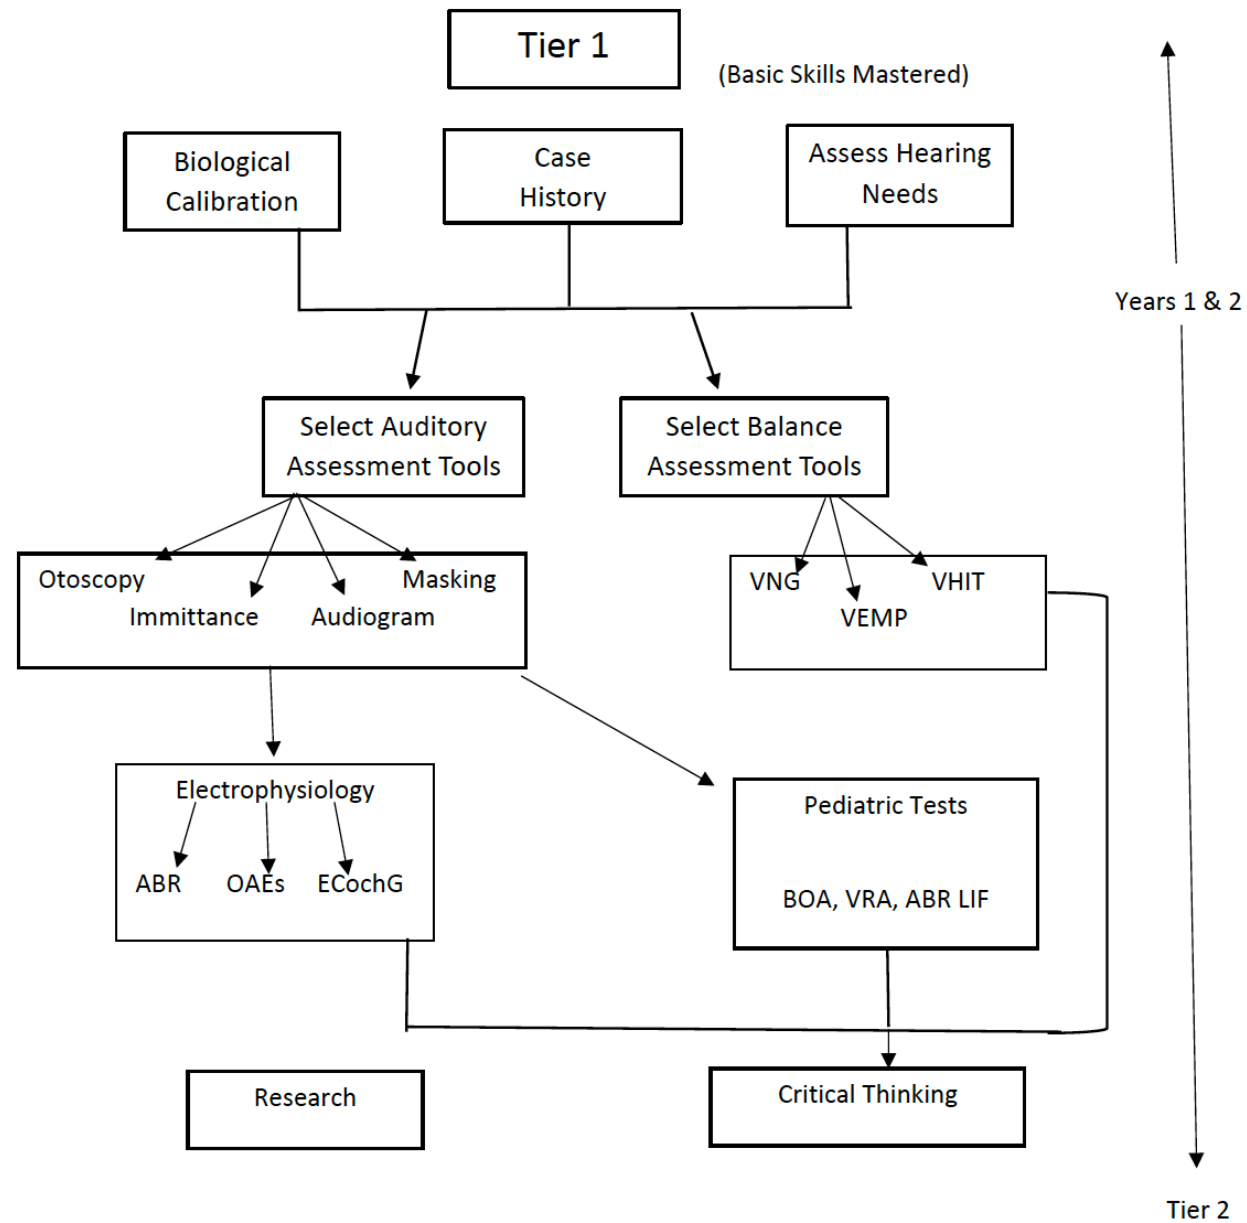 Tier 1
(Basic Skills Mastered)
Biological
Calibration
Case
History
Assess Hearing
Needs
Years 1 & 2
Select Auditory
Assessment Tools
Select Balance
Assessment Tools
Otoscopy
Masking
Immittance
Audiogram
VNG
VHIT
VEMP
Electrophysiology
ABR
OAEs
ECochG
Pediatric Tests
BOA, VRA, ABR LIF
Research
Critical Thinking
Tier 2